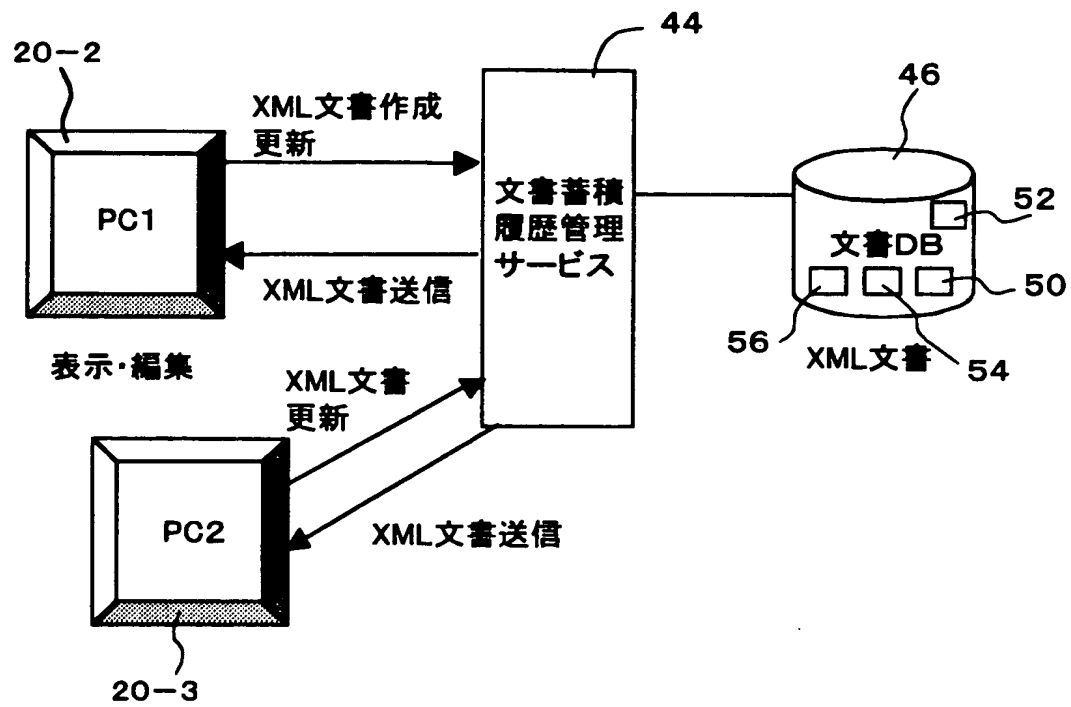 20-2
44
46
XML文書作成
更新
PC1
文書蓄積
履歴管理
サービス
52
文書DB
XML文書送信
50
56
54
XML文書
表示・編集
XML文書
更新
PC2
XML文書送信
20-3